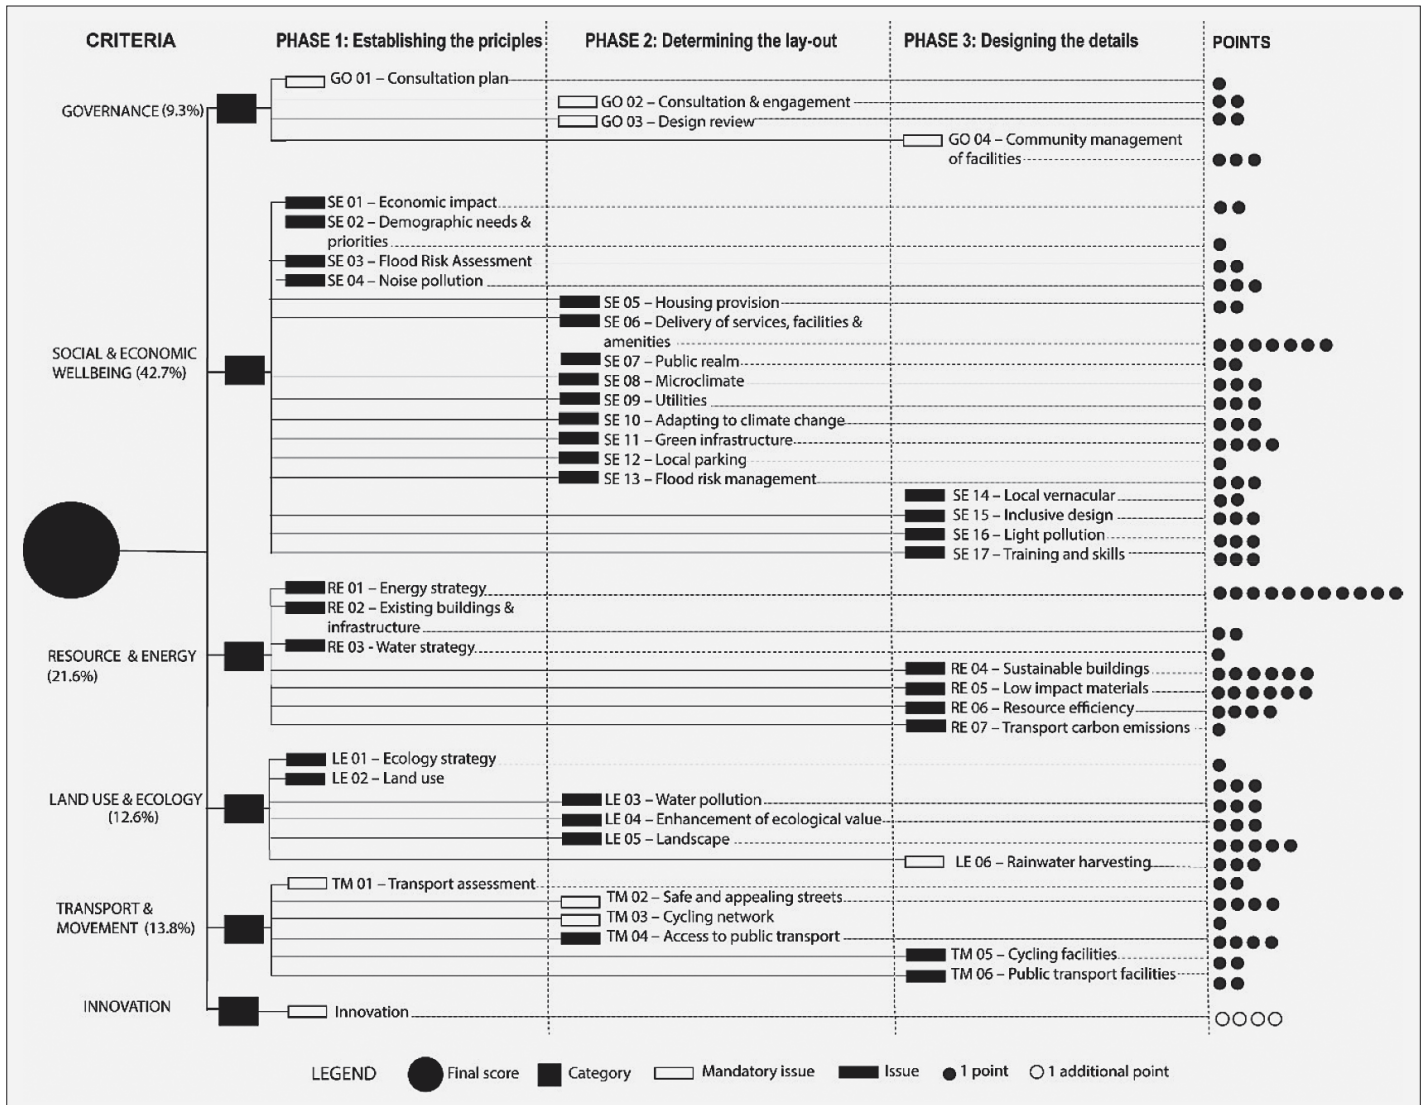 CRITERIA
PHASE 1: Establishing the priciples
PHASE 2: Determining the lay-out
PHASE 3: Designing the details
POINTS
GOVERNANCE (9.3%)
GO 01 – Consultation plan
GO 02 – Consultation & engagement
GO 03 – Design review
GO 04 – Community management
of facilities
SOCIAL & ECONOMIC
WELLBEING (42.7%)
SE 01 – Economic impact
SE 02 – Demographic needs &
priorities
SE 03 – Flood Risk Assessment
SE 04 – Noise pollution
SE 05 – Housing provision
SE 06 – Delivery of services, facilities &
amenities
SE 07 – Public realm
SE 08 – Microclimate
SE 09 – Utilities
SE 10 – Adapting to climate change
SE 11 – Green infrastructure
SE 12 – Local parking
SE 13 – Flood risk management
SE 14 – Local vernacular
SE 15 – Inclusive design
SE 16 – Light pollution
SE 17 – Training and skills
RESOURCE & ENERGY
(21.6%)
RE 01 – Energy strategy
RE 02 – Existing buildings &
infrastructure
RE 03 - Water strategy
RE 04 – Sustainable buildings
RE 05 – Low impact materials
RE 06 – Resource efficiency
RE 07 – Transport carbon emissions
LAND USE & ECOLOGY
(12.6%)
LE 01 – Ecology strategy
LE 02 – Land use
LE 03 – Water pollution
LE 04 – Enhancement of ecological value
LE 05 – Landscape
LE 06 – Rainwater harvesting
TRANSPORT &
MOVEMENT (13.8%)
TM 01 – Transport assessment
TM 02 – Safe and appealing streets
TM 03 – Cycling network
TM 04 – Access to public transport
TM 05 – Cycling facilities
TM 06 – Public transport facilities
INNOVATION
Innovation
LEGEND
Final score
Category
Mandatory issue
Issue
1 point
1 additional point